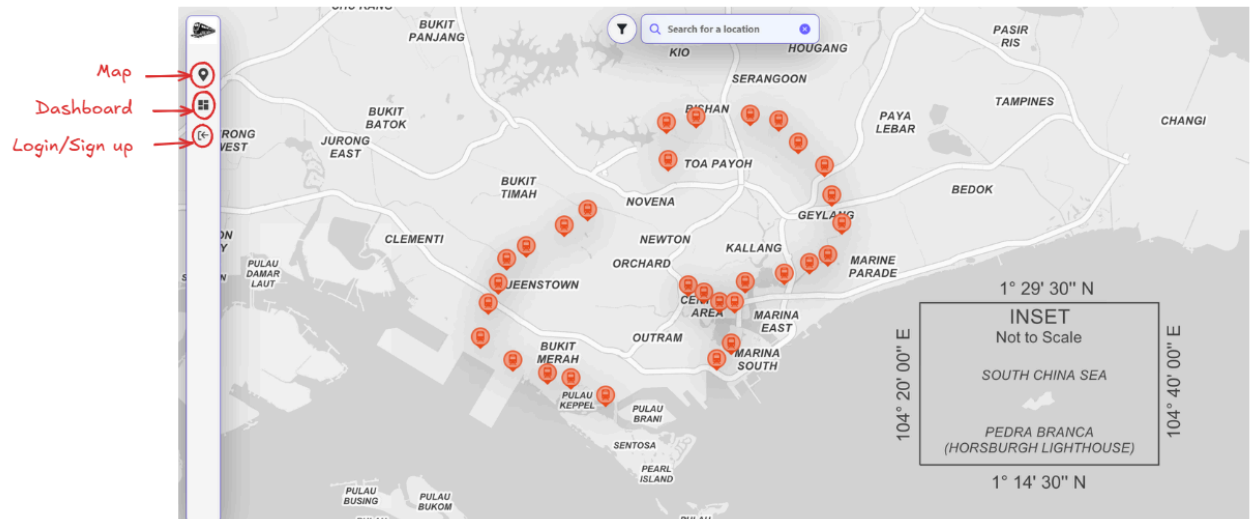 BUKIT
PANJANG
Search for a location
KIO
HOUGANG
PASIR
RIS
Map
SERANGOON
Dashboard
BUKIT
BATOK
BISHAN
PAYA
LEBAR
TAMPINES
CHANGI
Login/Sign up
JURONG
EAST
TOA PAYOH
BUKIT
TIMAH
NOVENA
GEYLANG
BEDOK
CLEMENTI
NEWTON
KALLANG
ORCHARD
MARINE
PARADE
PULAU
DAMAR
LAUT
UEENSTOWN
AREA
MARINA
EAST
OUTRAM
BUKIT
MERAH
MARINA
SOUTH
PULAU
KEPPEL
PULAU
BRANI
SENTOSA
PEARL
ISLAND
PULAU
BUSING
PULAU
BUKOM
1° 29' 30" N
104° 20' 00" E
INSET
Not to Scale
SOUTH CHINA SEA
PEDRA BRANCA
(HORSBURGH LIGHTHOUSE)
104° 40' 00" E
1° 14' 30" N